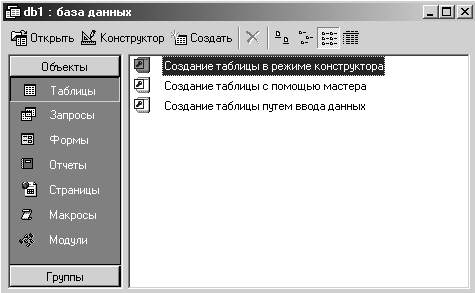 db1 : база данных
Открыть Конструктор Создать
Объекты
Таблицы
Запросы
Формы
Отчеты
Страницы
Макросы
Модули
Группы
Создание таблицы в режиме конструктора
Создание таблицы с помощью мастера
Создание таблицы путем ввода данных